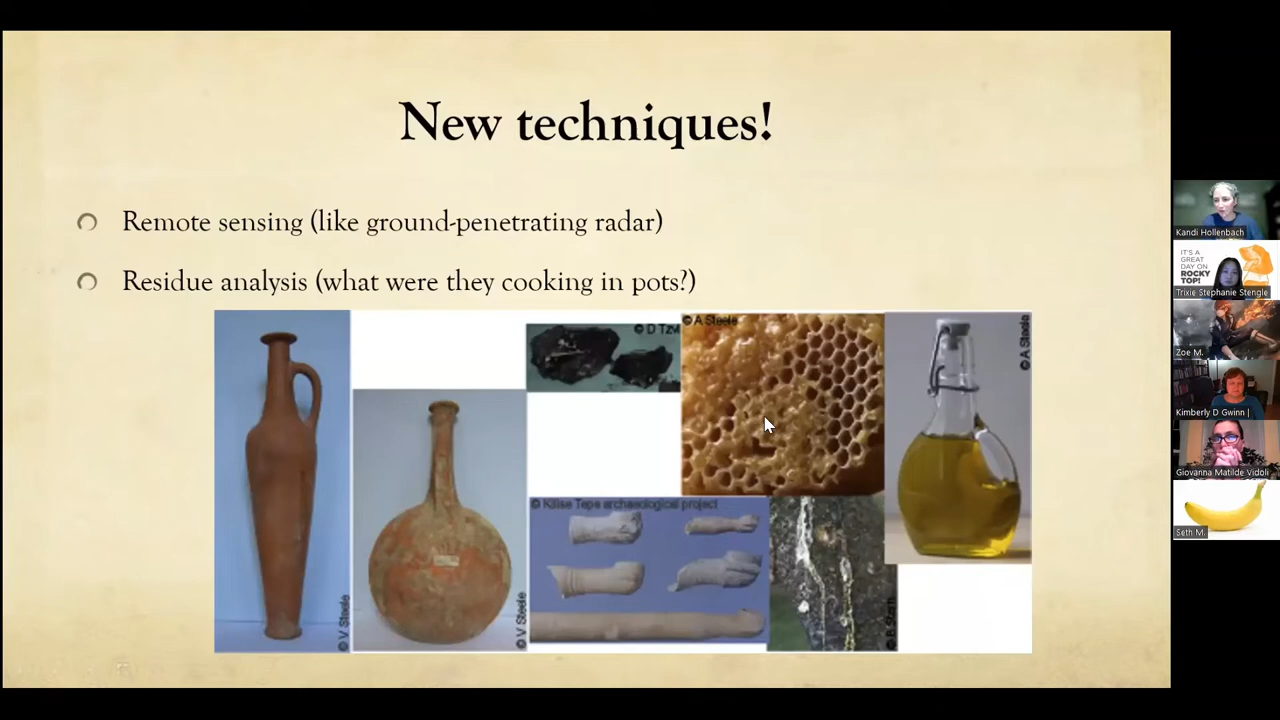 New techniques!
Remote sensing (like ground-penetrating radar)
Residue analysis (what were they cooking in pots?)
© V Steele
© V Steele
© D Tzvi
© A Steele
© Kilise Tepe archaeological project
© B Stern
© A Steele
Kandi Hollenbach
IT'S A
GREAT
DAY ON
ROCKY
TOP!
Trixie Stephanie Stengle
Zoe M.
Kimberly D Gwinn |
Giovanna Matilde Vidoli
Seth M.